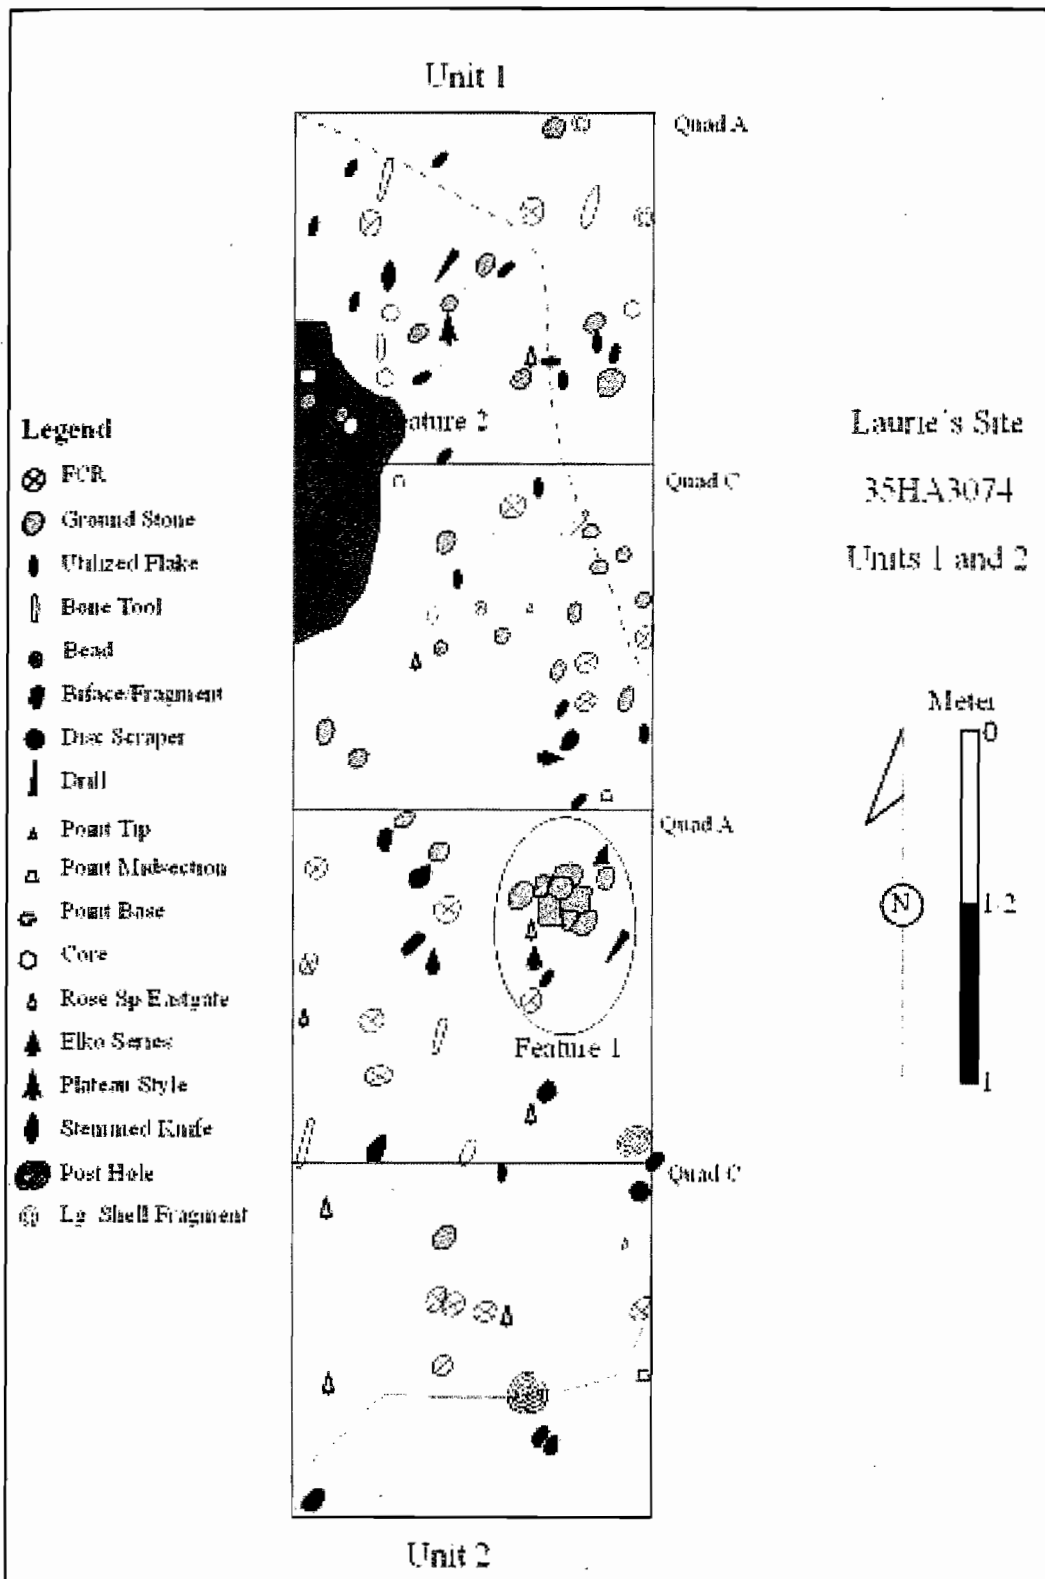 Unit 1
Quad A
eature 2
Quad C
Legend
FCR
Ground Stone
Utilized Flake
Bone Tool
Bead
Biface/Fragment
Disc Scraper
Drill
Point Tip
Point Midsection
Point Base
Core
Rose Sp Eastgate
Elko Series
Plateau Style
Stemmed Knife
Post Hole
Lg Shell Fragment
Laurie's Site
35HA3074
Units 1 and 2
Meter
0
1/2
1
N
Quad A
Feature 1
Quad C
Unit 2